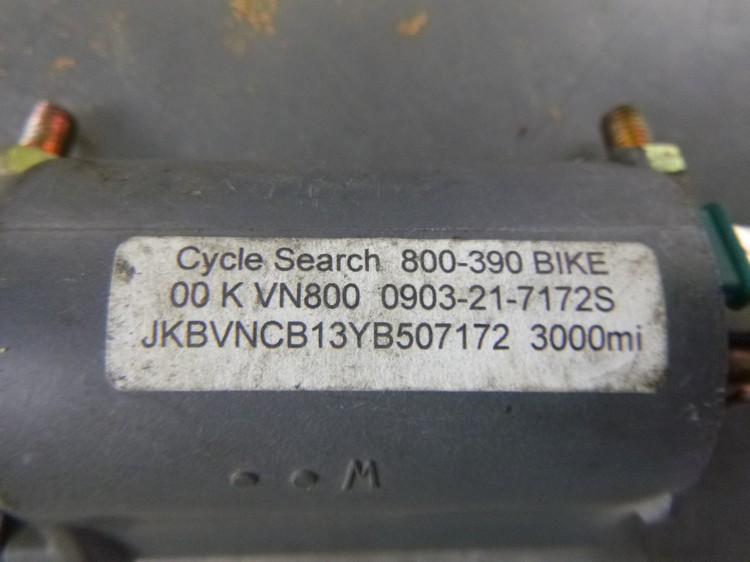 Cycle Search 800-390 BIKE
00 K VN800 0903-21-7172S
JKBVNCB13YB507172 3000mi
M